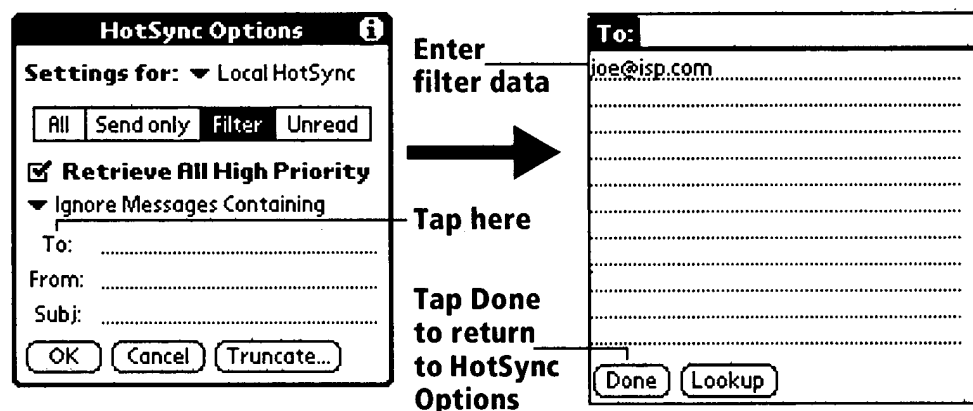 HotSync Options
Settings for: Local HotSync
All Send only Filter Unread
Retrieve All High Priority
Ignore Messages Containing
To:
From:
Subj:
OK Cancel Truncate...
Enter
filter data
Tap here
Tap Done
to return
to HotSync
Options
To:
joe@isp.com
Done Lookup